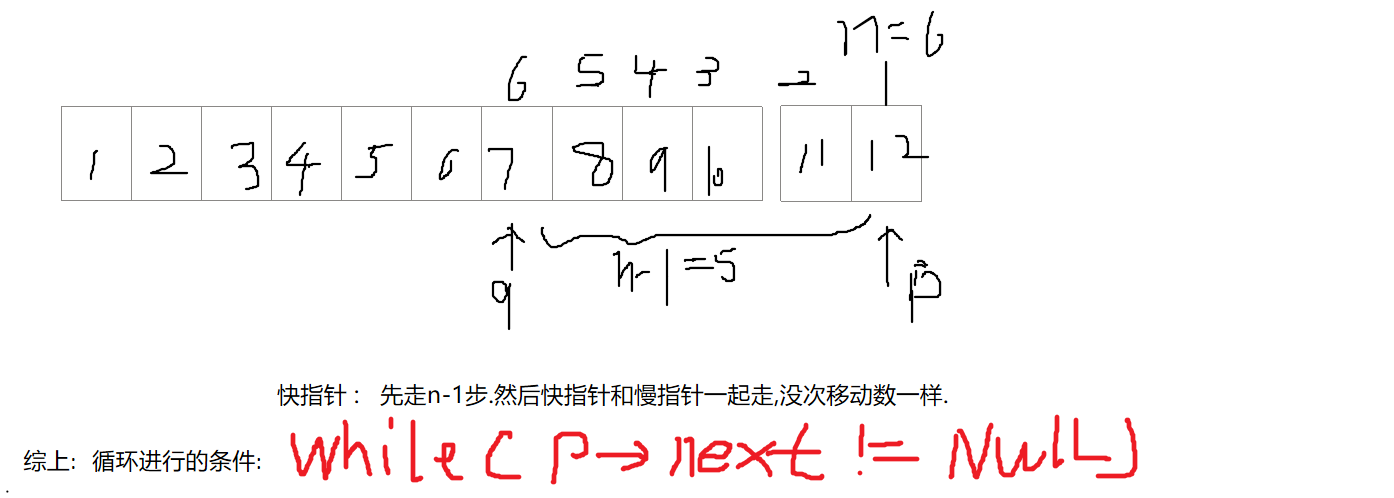 n=6
6 5 4 3 2
1 2 3 4 5 6 7 8 9 10 11 12
n-1=5
q p
快指针： 先走n-1步.然后快指针和慢指针一起走,没次移动数一样.
综上: 循环进行的条件: while( p→next != NULL)